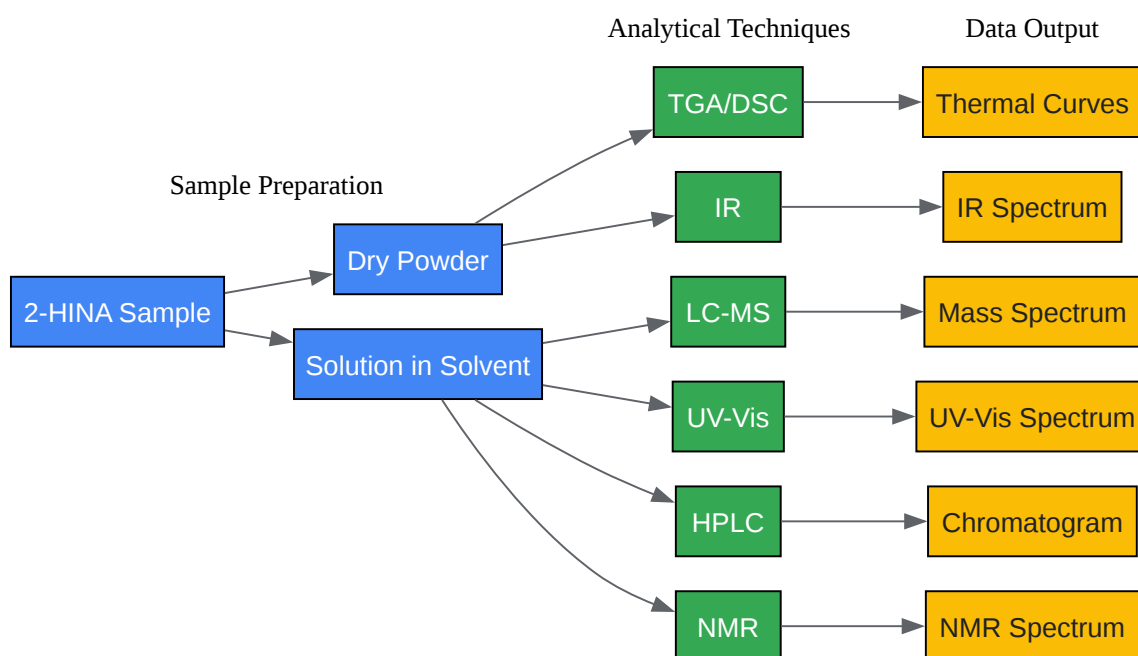 Analytical Techniques
Data Output
TGA/DSC
Thermal Curves
Sample Preparation
IR
IR Spectrum
Dry Powder
2-HINA Sample
LC-MS
Mass Spectrum
Solution in Solvent
UV-Vis
UV-Vis Spectrum
HPLC
Chromatogram
NMR
NMR Spectrum